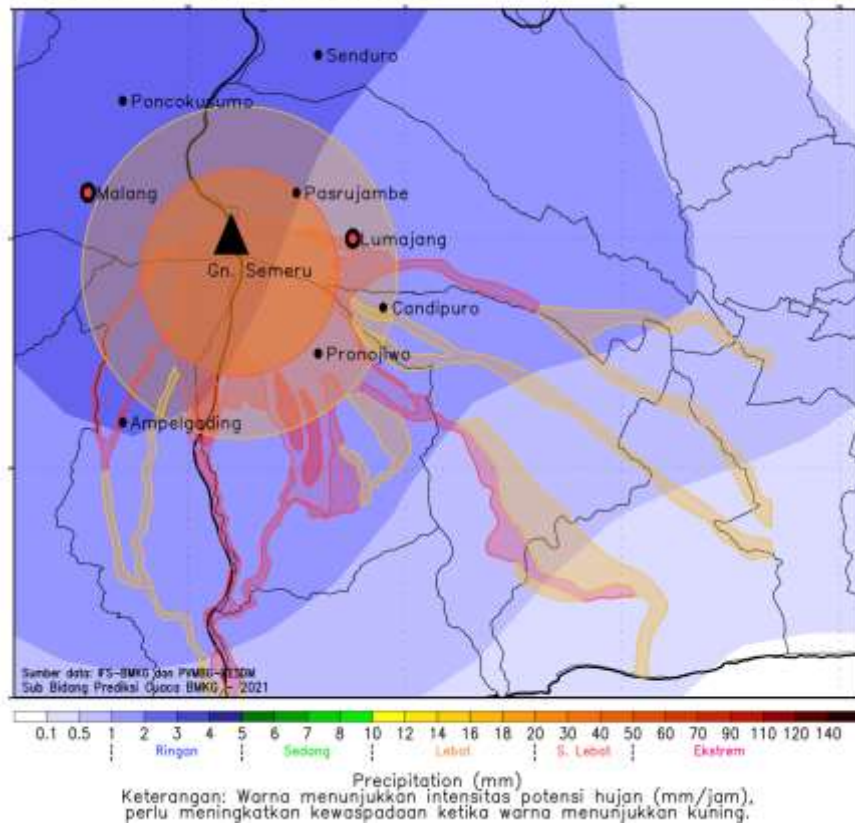 Senduro
Poncokusumo
Malang
Pasrujambe
Lumajang
Gn. Semeru
Candipuro
Pronojiwo
Ampelgading
Sumber data: IFS-BMKG dan PVMBG-KESDM
Sub Bidang Prediksi Cuaca BMKG - 2021
0.1 0.5 1 2 3 4 5 6 7 8 10 12 14 16 18 20 30 40 50 60 70 90 110 120 140
Ringan Sedang Lebat S. Lebat Ekstrem
Precipitation (mm)
Keterangan: Warna menunjukkan intensitas potensi hujan (mm/jam),
perlu meningkatkan kewaspadaan ketika warna menunjukkan kuning.